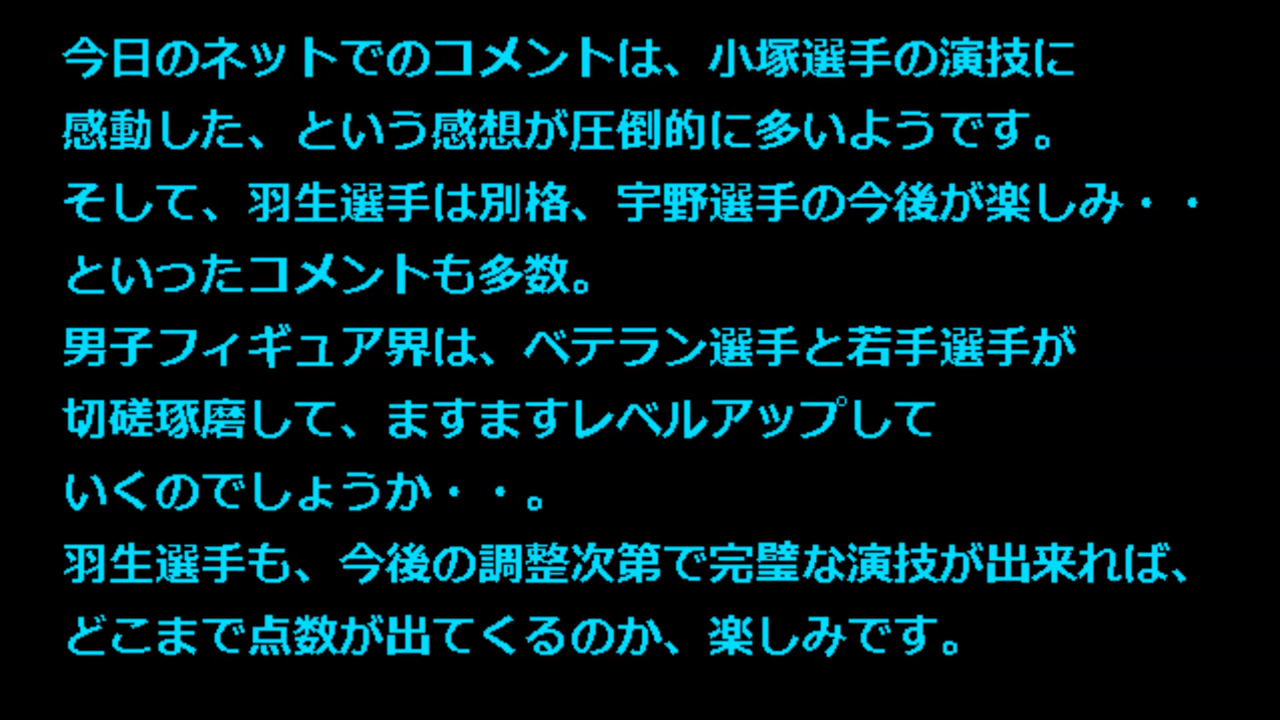 今日のネットでのコメントは、小塚選手の演技に
感動した、という感想が圧倒的に多いようです。
そして、羽生選手は別格、宇野選手の今後が楽しみ・・
といったコメントも多数。
男子フィギュア界は、ベテラン選手と若手選手が
切磋琢磨して、ますますレベルアップして
いくのでしょうか・・。
羽生選手も、今後の調整次第で完璧な演技が出来れば、
どこまで点数が出てくるのか、楽しみです。